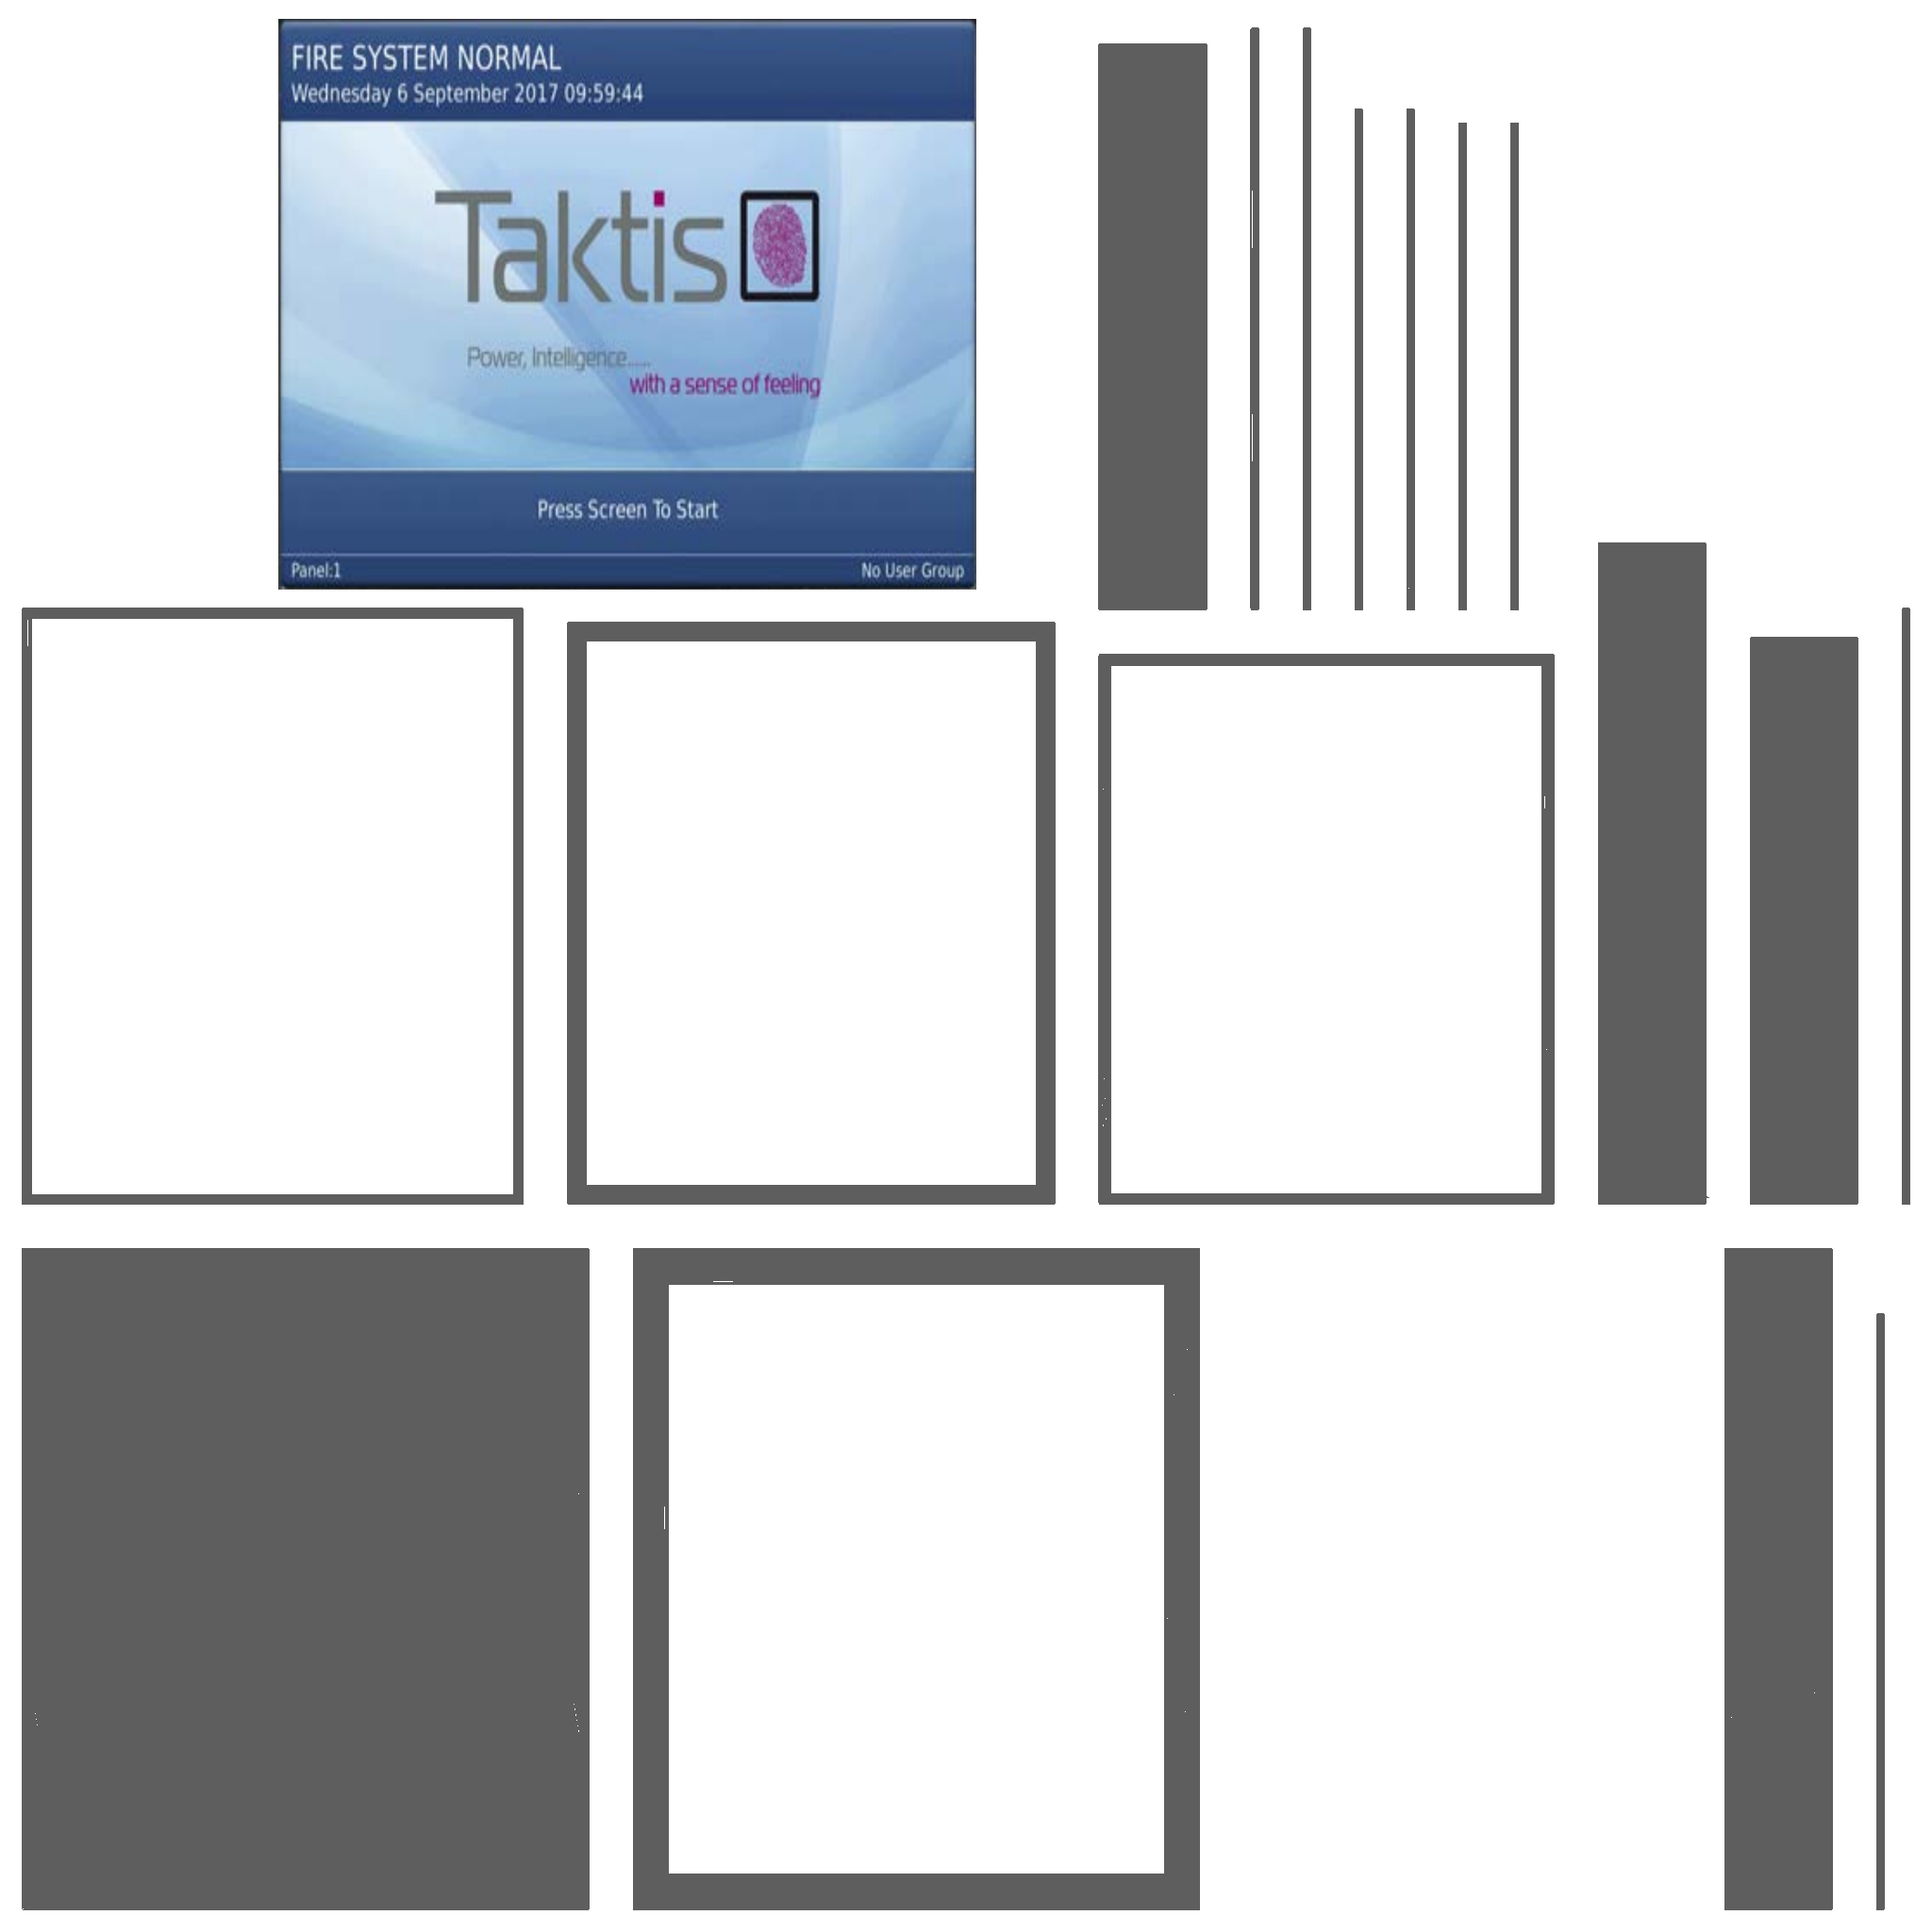 FIRE SYSTEM NORMAL
Wednesday 6 September 2017 09:59:44
Taktis
Power, Intelligence.....
with a sense of feeling
Press Screen To Start
Panel:1 No User Group